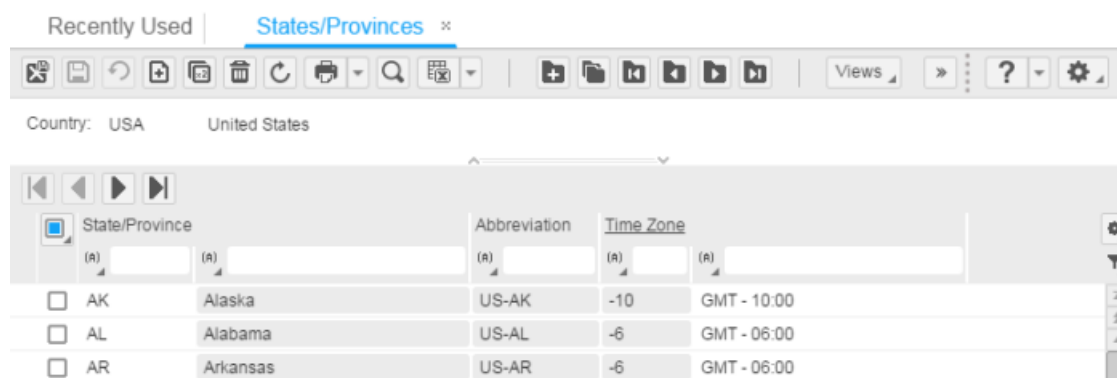 Recently Used States/Provinces ×
Views » ?
Country: USA United States
State/Province Abbreviation Time Zone
(A) (A) (A) (A) (A)
AK Alaska US-AK -10 GMT - 10:00
AL Alabama US-AL -6 GMT - 06:00
AR Arkansas US-AR -6 GMT - 06:00